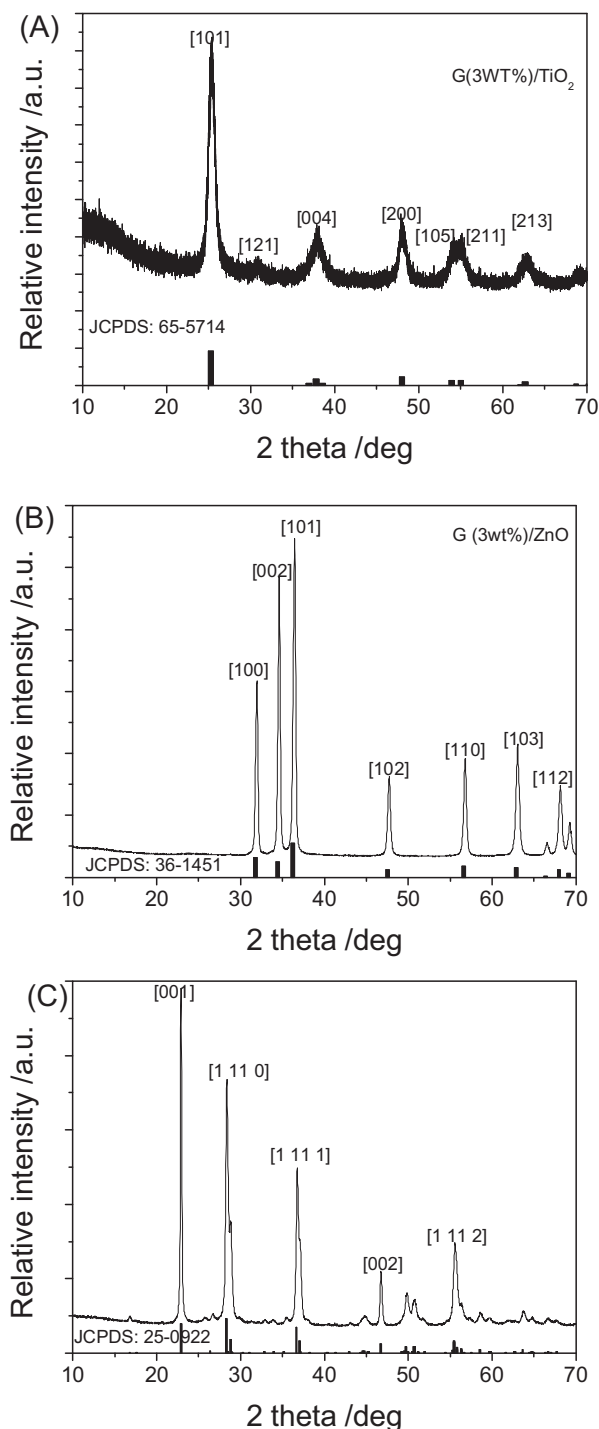 (A)
[101]
G(3WT%)/TiO₂
[121]
[004]
[200]
[105]
[211]
[213]
Relative intensity /a.u.
JCPDS: 65-5714
10 20 30 40 50 60 70
2 theta /deg
(B)
[101]
G (3wt%)/ZnO
[002]
[100]
[102]
[110]
[103]
[112]
Relative intensity /a.u.
JCPDS: 36-1451
10 20 30 40 50 60 70
2 theta /deg
(C)
[001]
[1 11 0]
[1 11 1]
[002]
[1 11 2]
Relative intensity /a.u.
JCPDS: 25-0922
10 20 30 40 50 60 70
2 theta /deg